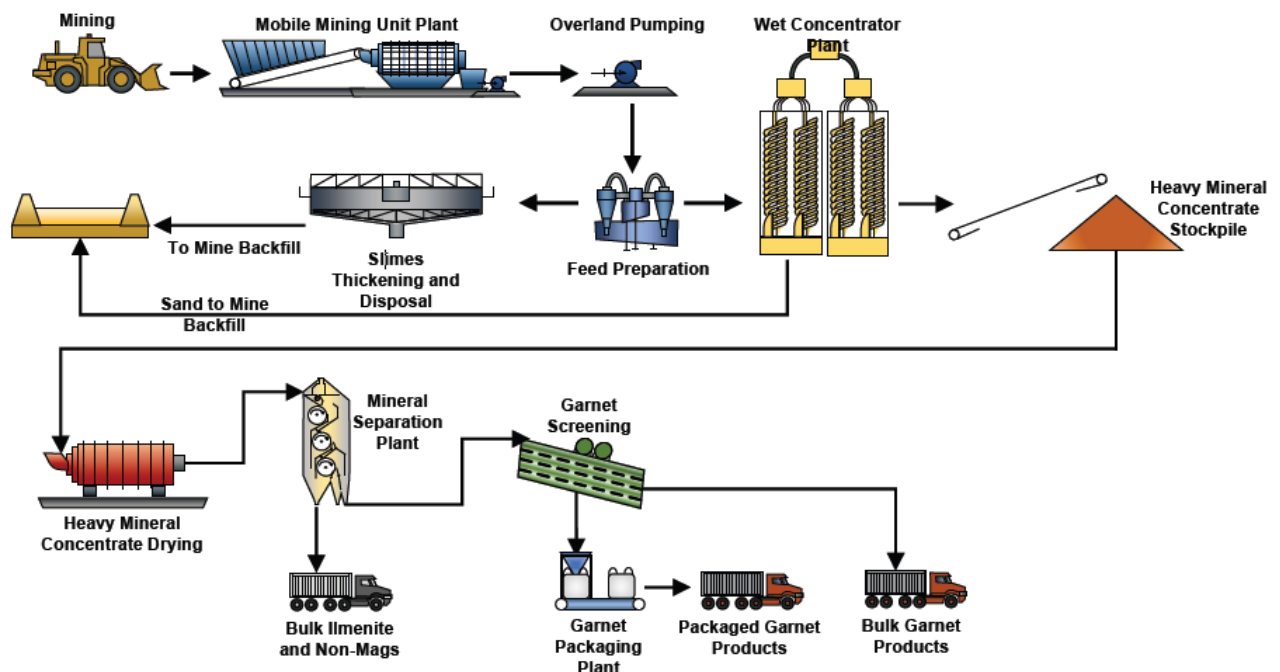 Mining
Mobile Mining Unit Plant
Overland Pumping
Wet Concentrator
Plant
Heavy Mineral
Concentrate
Stockpile
To Mine Backfill
Slimes
Thickening and
Disposal
Feed Preparation
Sand to Mine
Backfill
Mineral
Separation
Plant
Garnet
Screening
Heavy Mineral
Concentrate Drying
Bulk Ilmenite
and Non-Mags
Garnet
Packaging
Plant
Packaged Garnet
Products
Bulk Garnet
Products